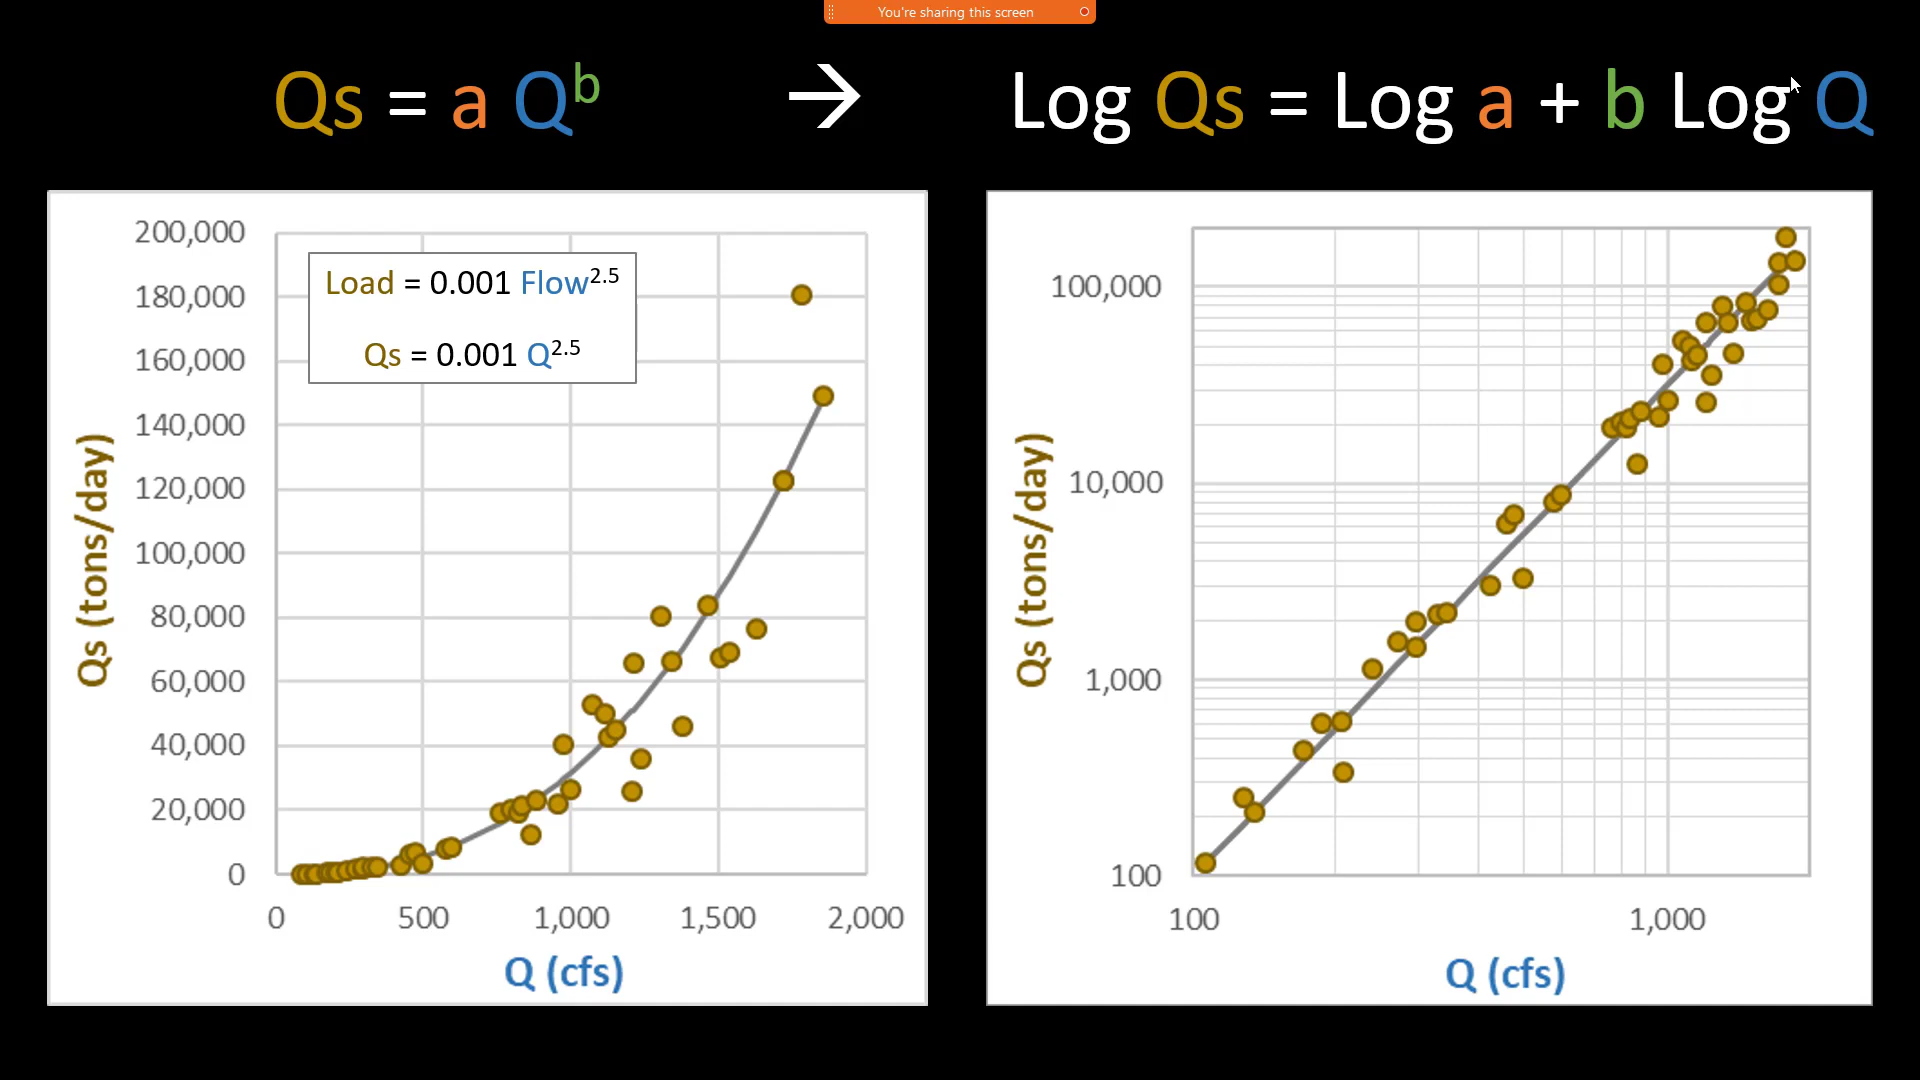 You're sharing this screen
Qs = a Q^b → Log Qs = Log a + b Log Q
200,000
180,000
160,000
140,000
120,000
100,000
80,000
60,000
40,000
20,000
0
Qs (tons/day)
Load = 0.001 Flow^2.5
Qs = 0.001 Q^2.5
0 500 1,000 1,500 2,000
Q (cfs)
100,000
10,000
1,000
100
Qs (tons/day)
100 1,000
Q (cfs)